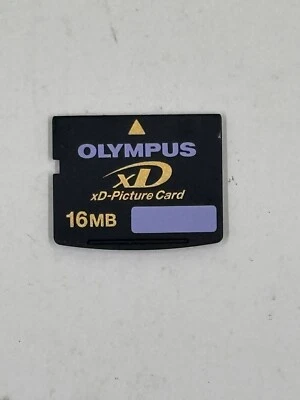 OLYMPUS
xD
xD-Picture Card
16MB